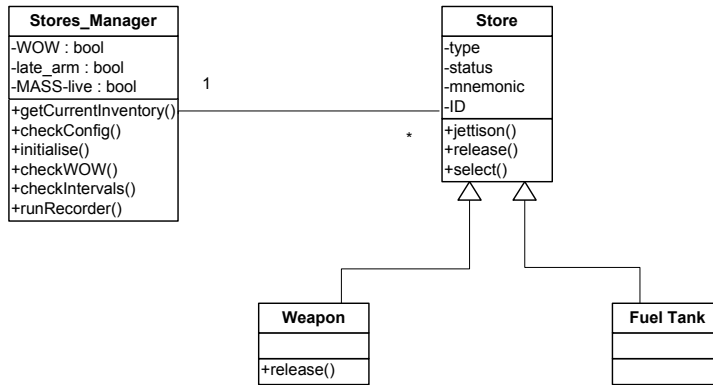 Stores_Manager
-WOW : bool
-late_arm : bool
-MASS-live : bool
+getCurrentInventory()
+checkConfig()
+initialise()
+checkWOW()
+checkIntervals()
+runRecorder()
1
*
Store
-type
-status
-mnemonic
-ID
+jettison()
+release()
+select()
Weapon
+release()
Fuel Tank